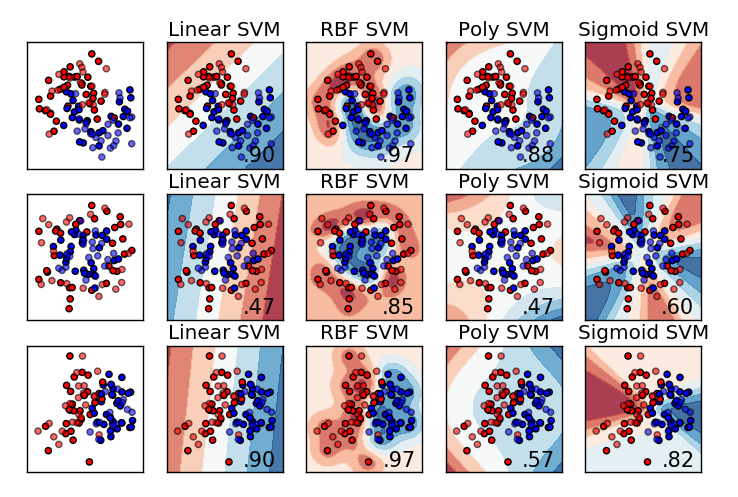 Linear SVM RBF SVM Poly SVM Sigmoid SVM
.90 .97 .88 .75
Linear SVM RBF SVM Poly SVM Sigmoid SVM
.47 .85 .47 .60
Linear SVM RBF SVM Poly SVM Sigmoid SVM
.90 .97 .57 .82